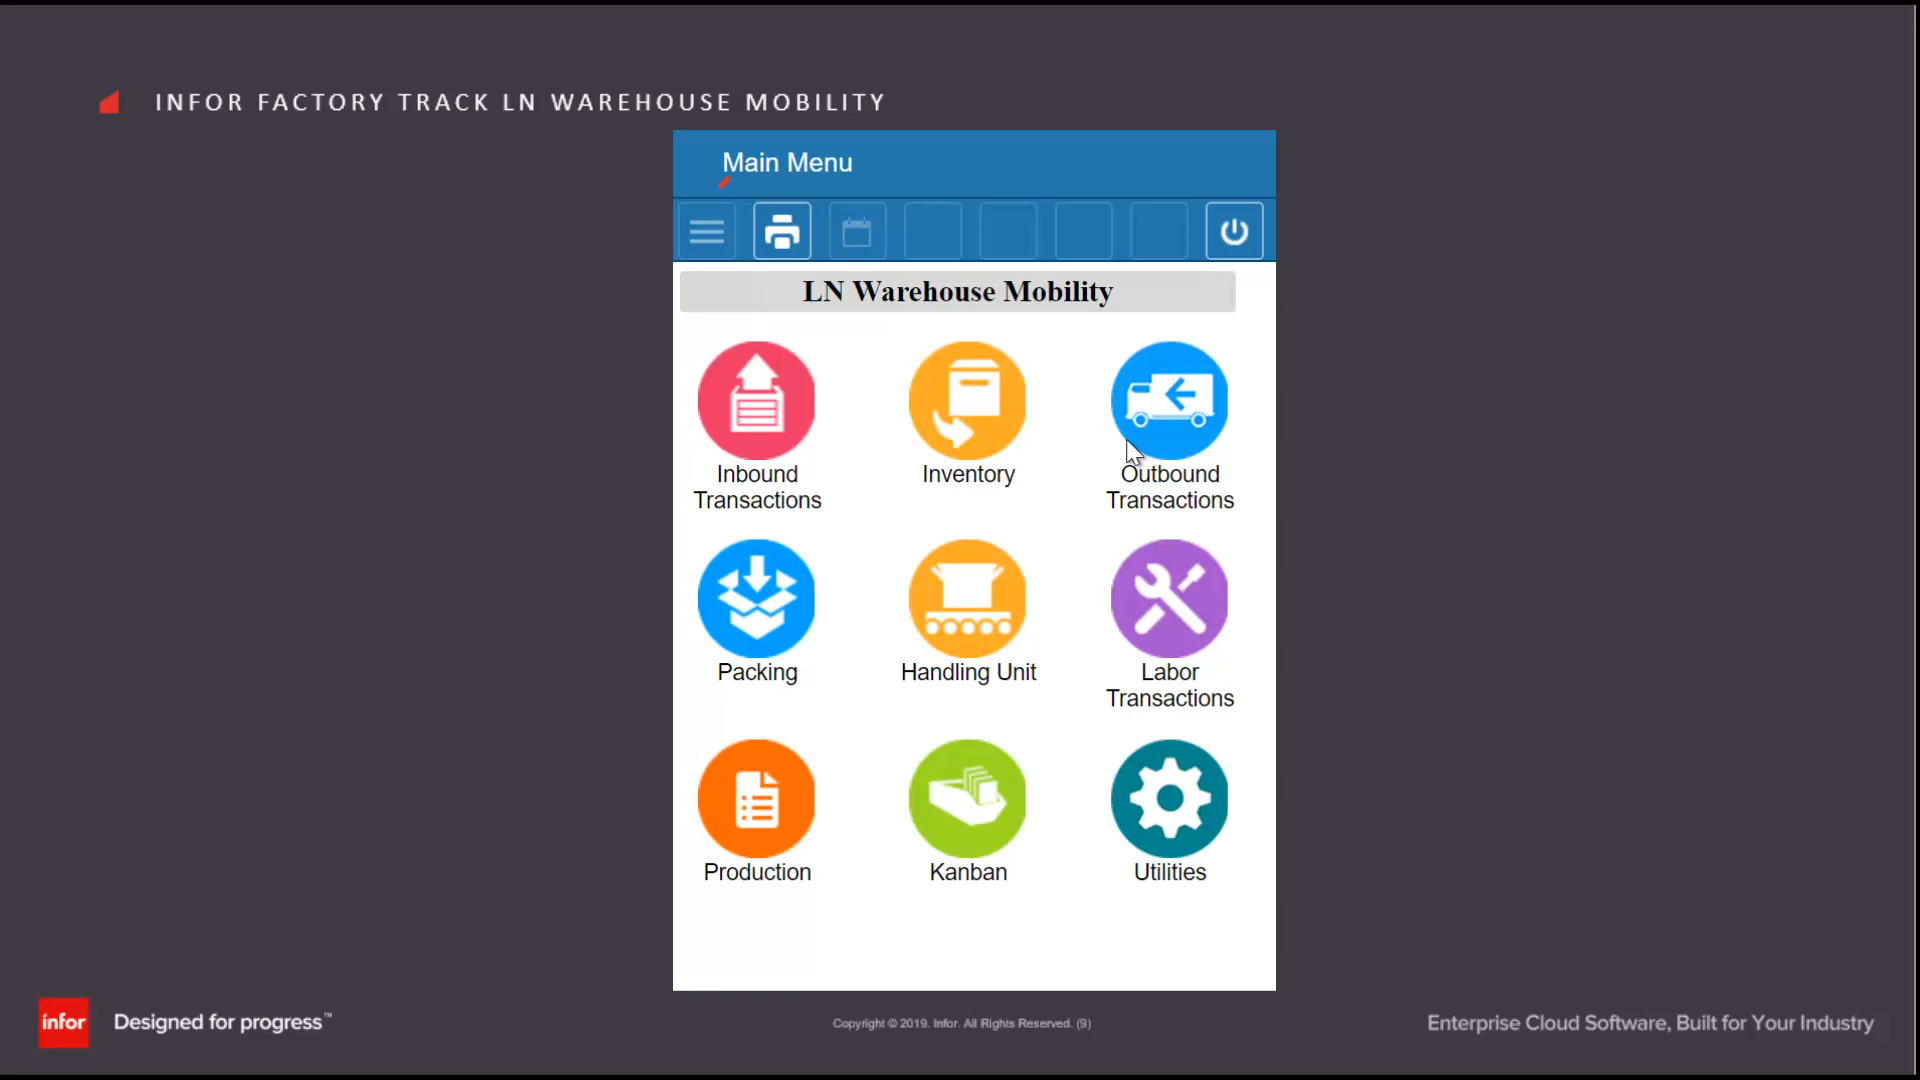 INFOR FACTORY TRACK LN WAREHOUSE MOBILITY
Main Menu
LN Warehouse Mobility
Inbound
Transactions
Inventory
Outbound
Transactions
Packing
Handling Unit
Labor
Transactions
Production
Kanban
Utilities
infor
Designed for progress™
Copyright © 2019. Infor. All Rights Reserved. (9)
Enterprise Cloud Software, Built for Your Industry